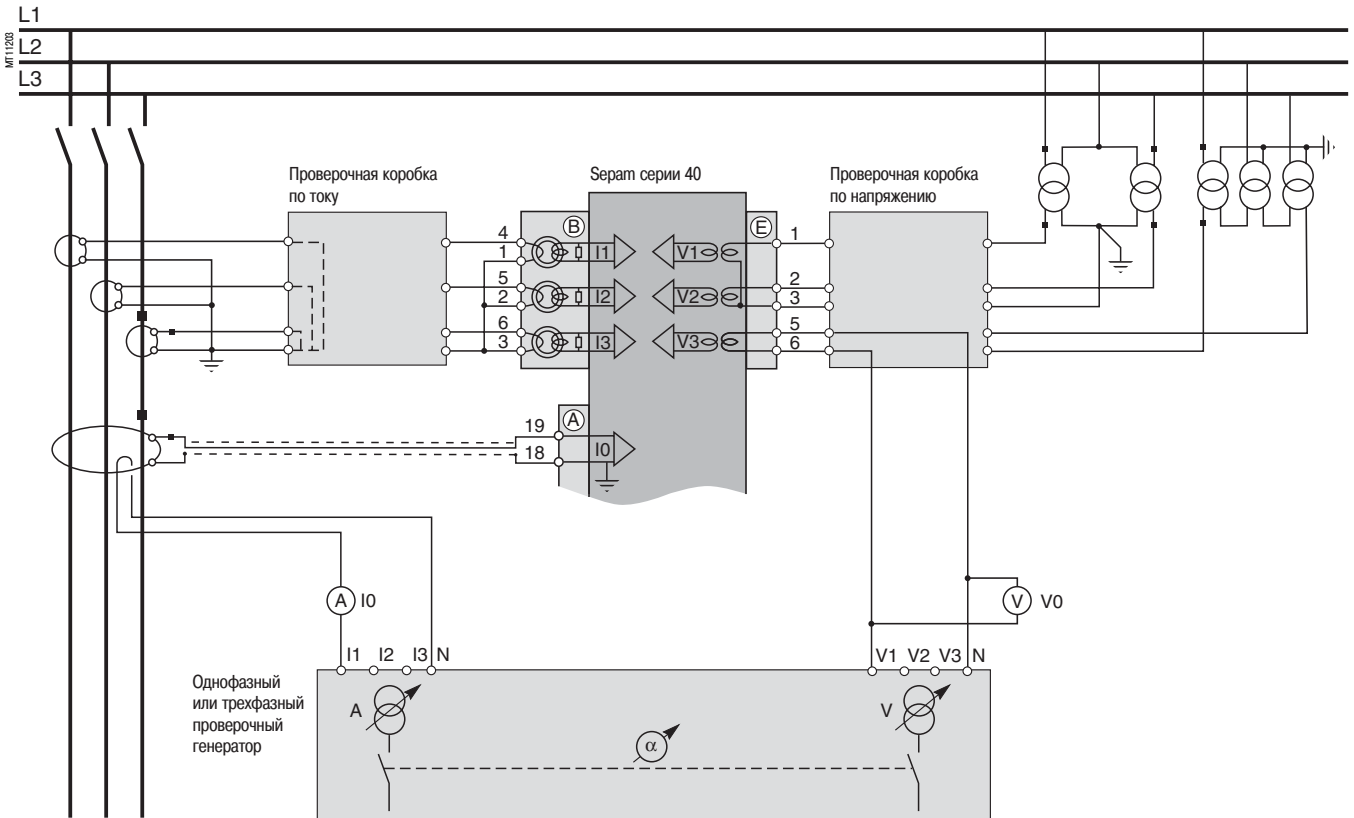 L1
MT11203
L2
L3
Проверочная коробка
по току
Sepam серии 40
Проверочная коробка
по напряжению
B
E
4
1
I1
V1
1
5
2
I2
V2
2
3
6
3
I3
V3
5
6
A
19
18
I0
A
I0
V
V0
I1
I2
I3
N
V1
V2
V3
N
Однофазный
или трехфазный
проверочный
генератор
A
α
V